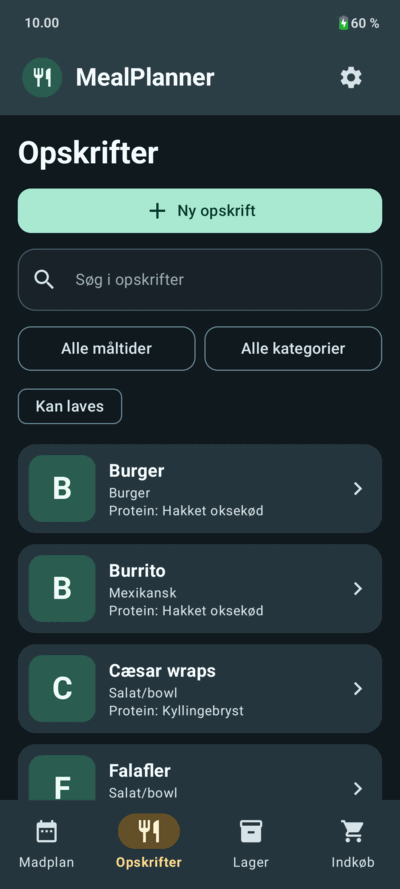 10.00
60 %
MealPlanner
Opskrifter
Ny opskrift
Søg i opskrifter
Alle måltider
Alle kategorier
Kan laves
B
Burger
Burger
Protein: Hakket oksekød
B
Burrito
Mexikansk
Protein: Hakket oksekød
C
Cæsar wraps
Salat/bowl
Protein: Kyllingebryst
F
Falafler
Salat/bowl
Madplan
Opskrifter
Lager
Indkøb